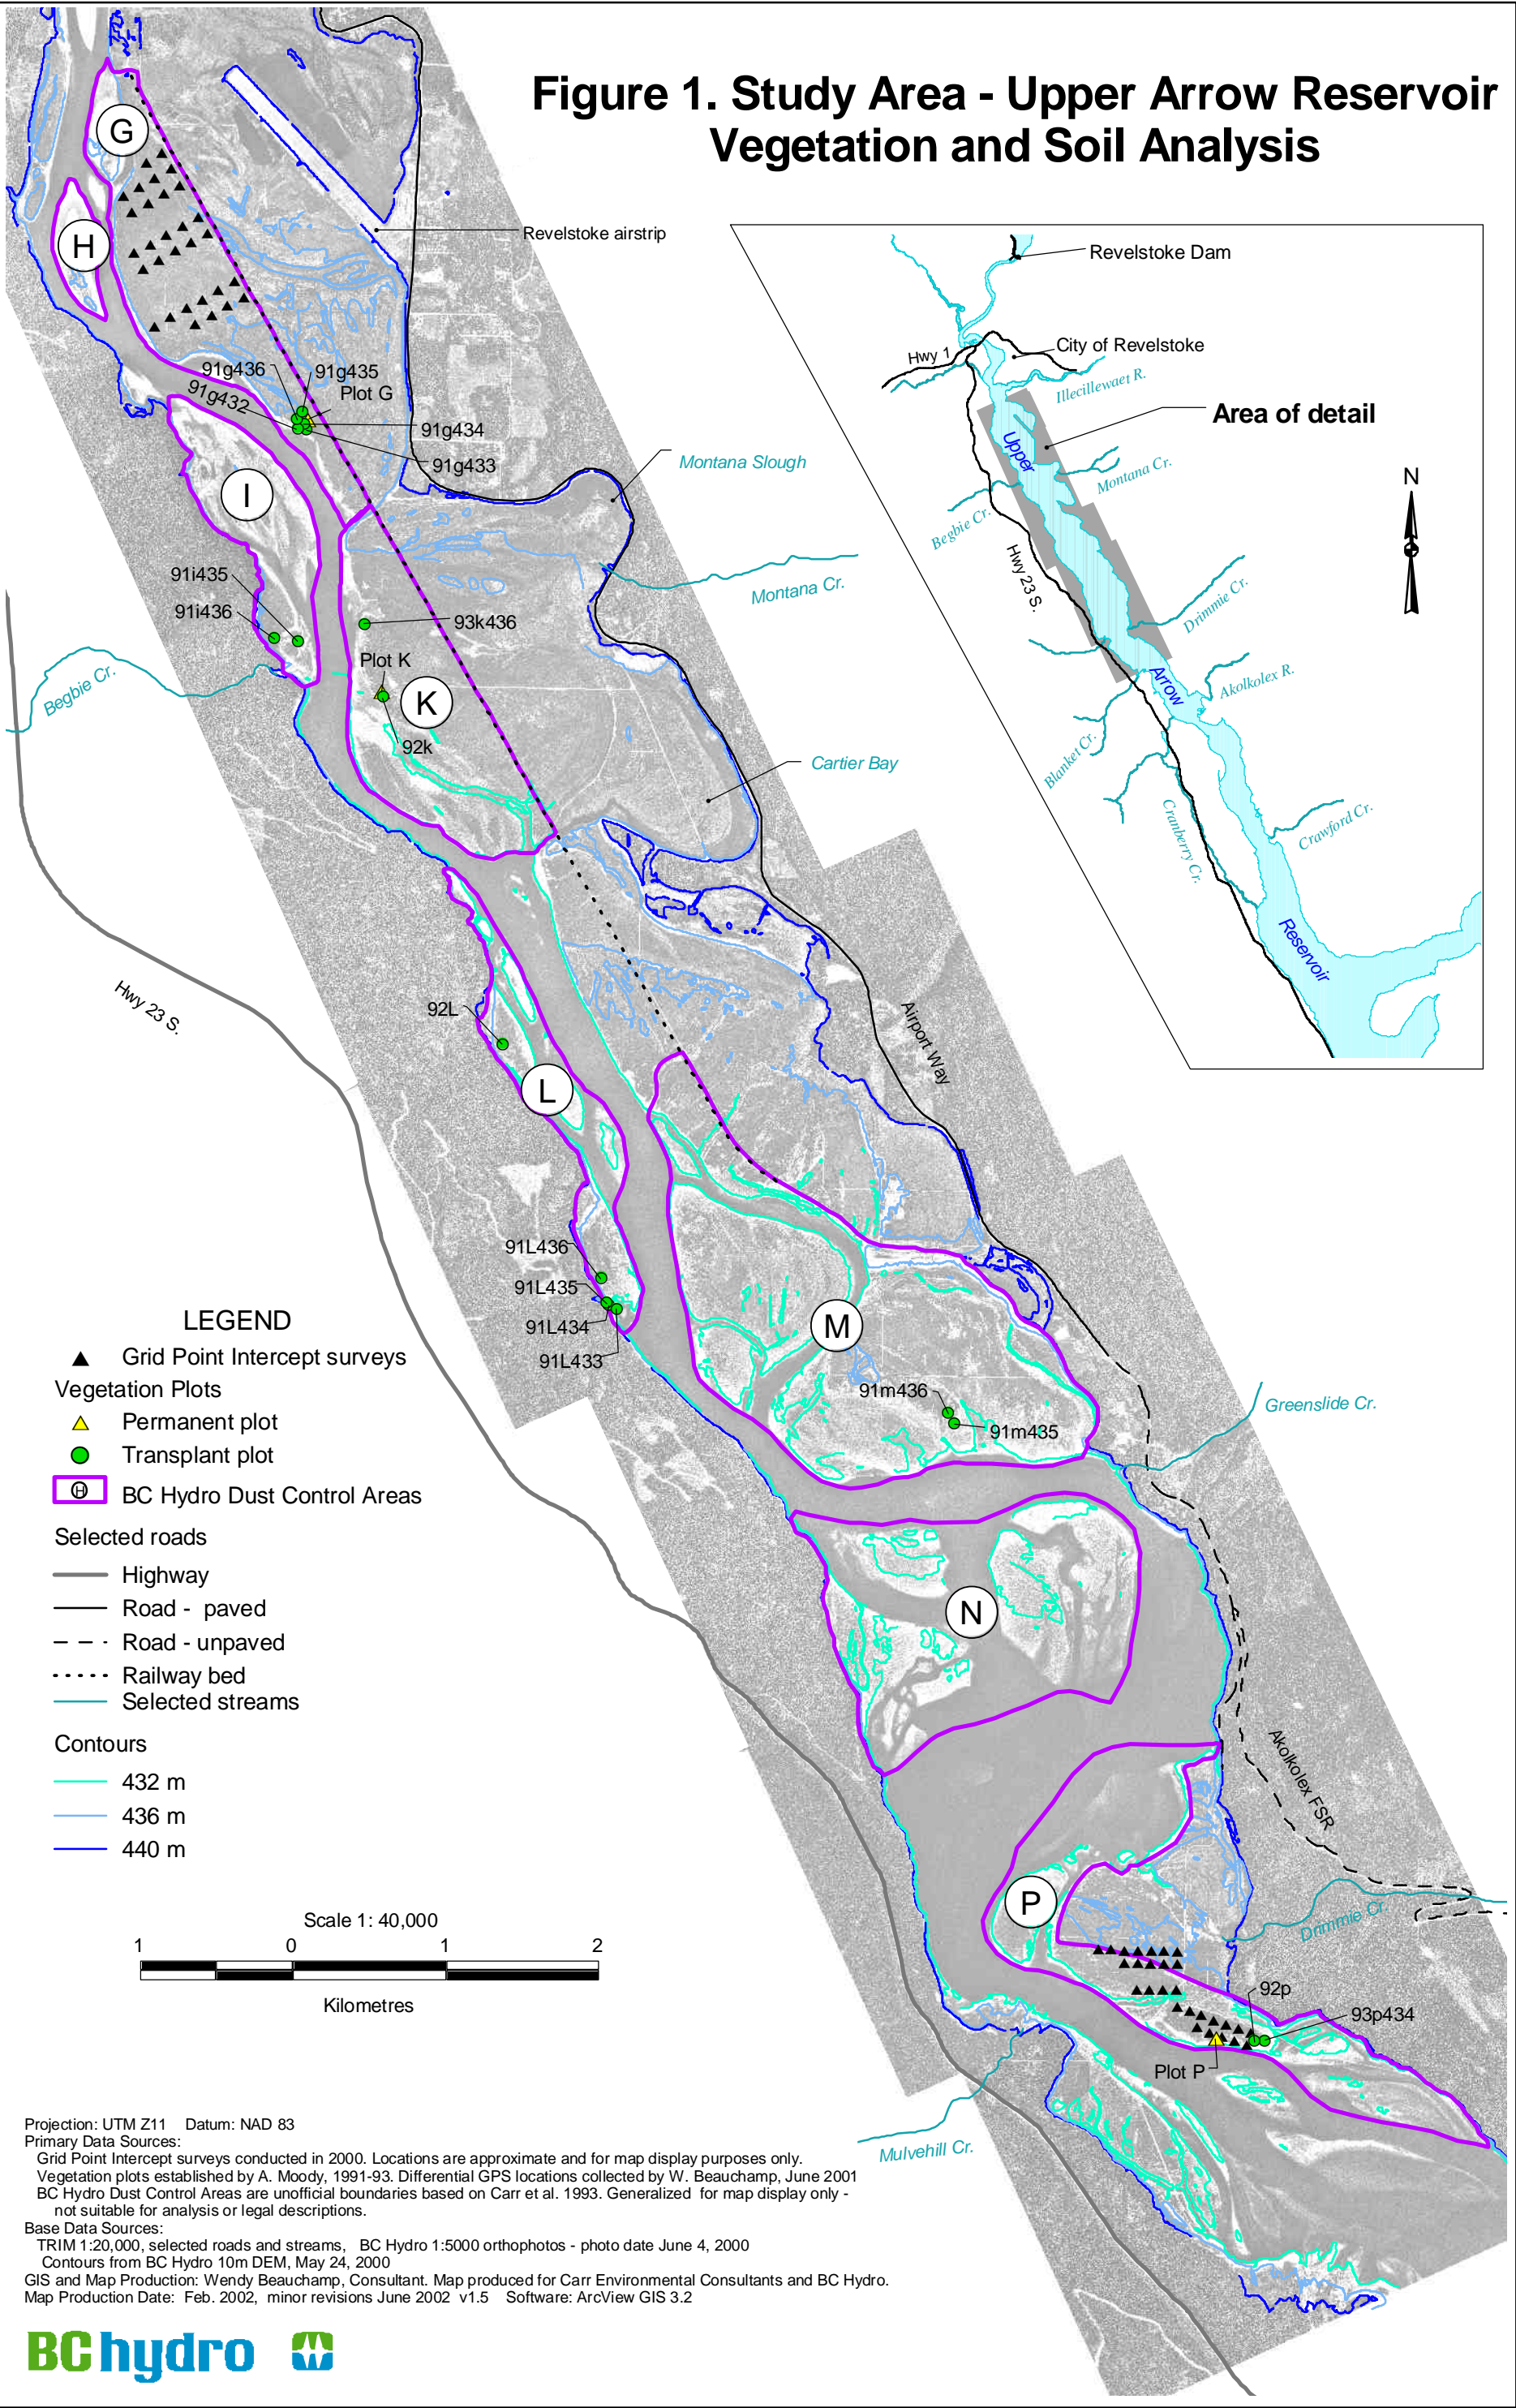 Figure 1. Study Area - Upper Arrow Reservoir
Vegetation and Soil Analysis
G
H
Revelstoke airstrip
91g436
91g435
Plot G
91g432
91g434
91g433
I
Montana Slough
91i435
91i436
Montana Cr.
93k436
Begbie Cr.
Plot K
K
92k
Cartier Bay
Hwy 23 S.
92L
L
Airport Way
91L436
91L435
91L434
91L433
M
91m436
91m435
Greenslide Cr.
N
Akolkolex FSR
P
Drimmie Cr.
92p
93p434
Plot P
Mulvehill Cr.
Revelstoke Dam
Hwy 1
City of Revelstoke
Illecillewaet R.
Area of detail
Upper
Montana Cr.
Begbie Cr.
N
Hwy 23 S.
Drimmie Cr.
Arrow
Akolkolex R.
Blanket Cr.
Cranberry Cr.
Crawford Cr.
Reservoir
LEGEND
Grid Point Intercept surveys
Vegetation Plots
Permanent plot
Transplant plot
H
BC Hydro Dust Control Areas
Selected roads
Highway
Road - paved
Road - unpaved
Railway bed
Selected streams
Contours
432 m
436 m
440 m
Scale 1: 40,000
1 0 1 2
Kilometres
Projection: UTM Z11 Datum: NAD 83
Primary Data Sources:
Grid Point Intercept surveys conducted in 2000. Locations are approximate and for map display purposes only.
Vegetation plots established by A. Moody, 1991-93. Differential GPS locations collected by W. Beauchamp, June 2001
BC Hydro Dust Control Areas are unofficial boundaries based on Carr et al. 1993. Generalized for map display only -
not suitable for analysis or legal descriptions.
Base Data Sources:
TRIM 1:20,000, selected roads and streams, BC Hydro 1:5000 orthophotos - photo date June 4, 2000
Contours from BC Hydro 10m DEM, May 24, 2000
GIS and Map Production: Wendy Beauchamp, Consultant. Map produced for Carr Environmental Consultants and BC Hydro.
Map Production Date: Feb. 2002, minor revisions June 2002 v1.5 Software: ArcView GIS 3.2
BC hydro